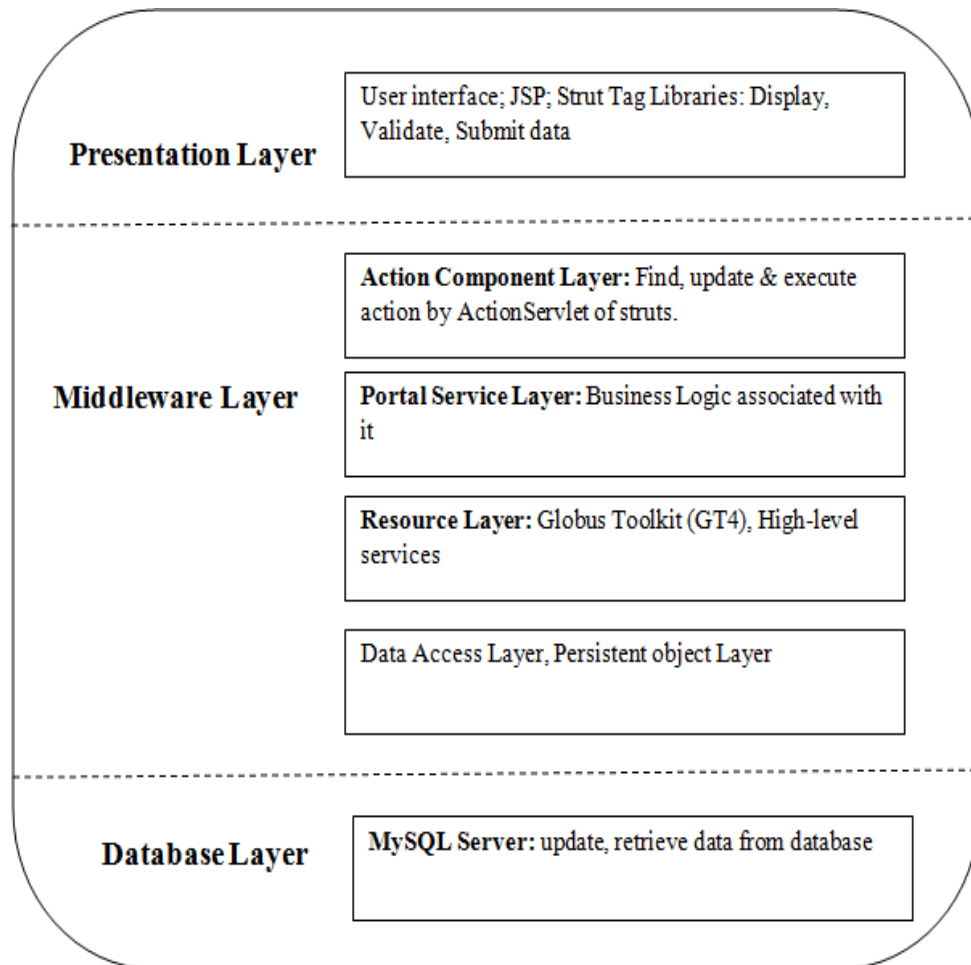 User interface; JSP; Strut Tag Libraries: Display,
Validate, Submit data
Presentation Layer
Action Component Layer: Find, update & execute
action by ActionServlet of struts.
Middleware Layer
Portal Service Layer: Business Logic associated with
it
Resource Layer: Globus Toolkit (GT4), High-level
services
Data Access Layer, Persistent object Layer
Database Layer
MySQL Server: update, retrieve data from database